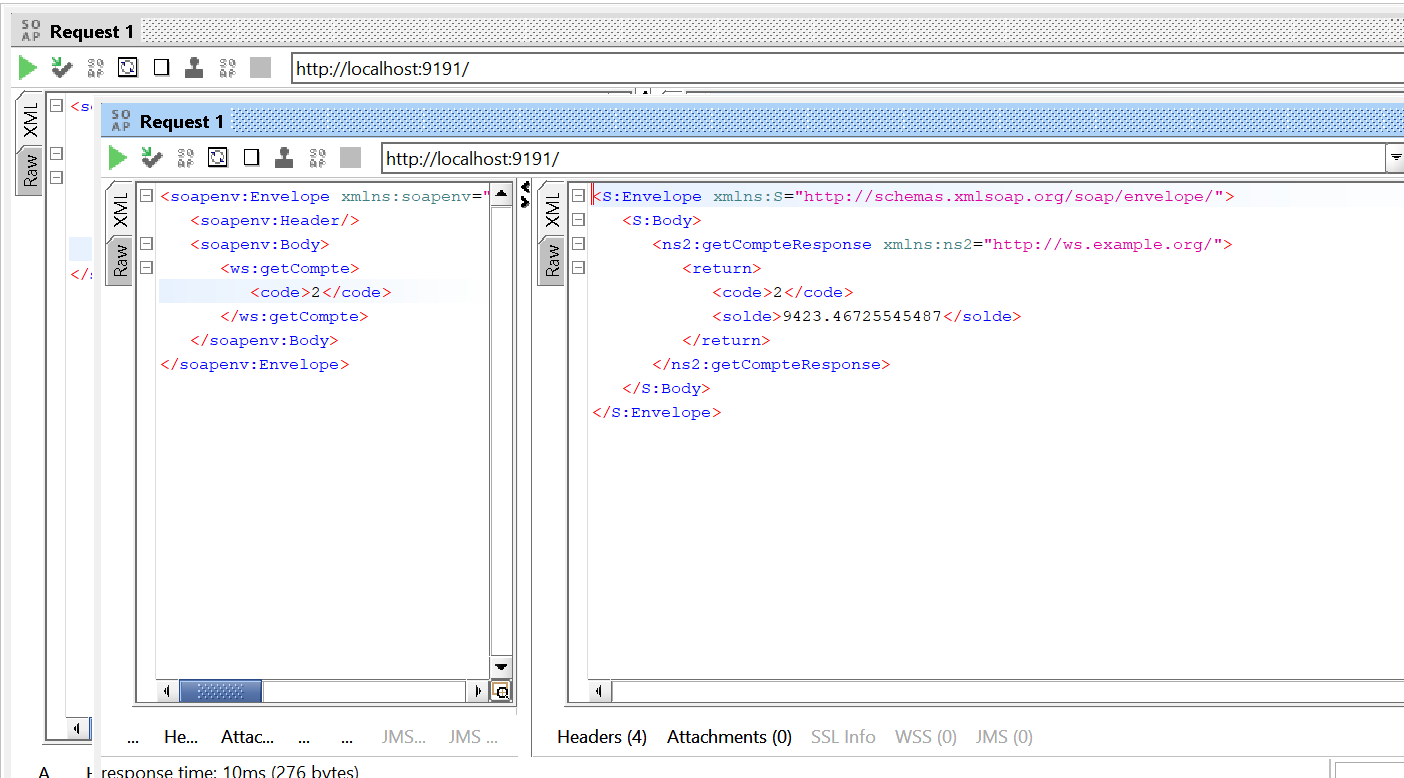 SO AP Request 1
http://localhost:9191/
XML
Raw
<s
</
SO AP Request 1
http://localhost:9191/
XML
Raw
<soapenv:Envelope xmlns:soapenv="
<soapenv:Header/>
<soapenv:Body>
<ws:getCompte>
<code>2</code>
</ws:getCompte>
</soapenv:Body>
</soapenv:Envelope>
XML
Raw
<S:Envelope xmlns:S="http://schemas.xmlsoap.org/soap/envelope/">
<S:Body>
<ns2:getCompteResponse xmlns:ns2="http://ws.example.org/">
<return>
<code>2</code>
<solde>9423.46725545487</solde>
</return>
</ns2:getCompteResponse>
</S:Body>
</S:Envelope>
... He... Attac... ... ... JMS... JMS ...
Headers (4) Attachments (0) SSL Info WSS (0) JMS (0)
A H
response time: 10ms (276 bytes)